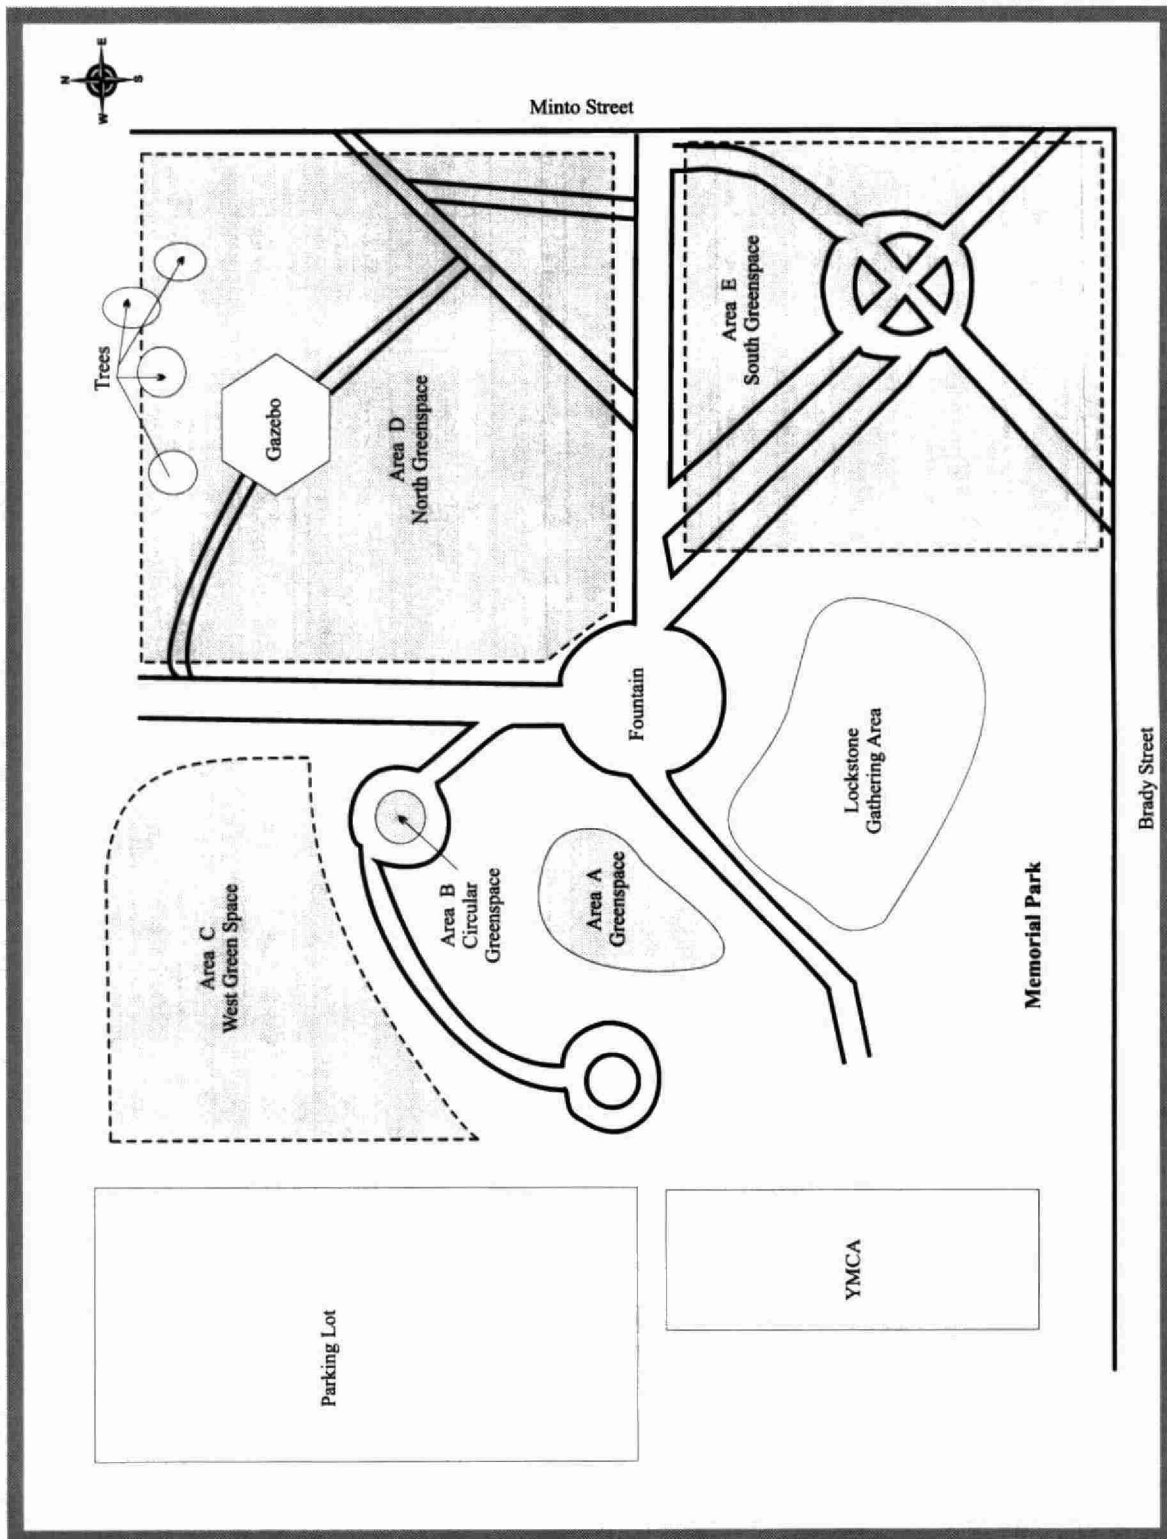 N
E
S
W
Minto Street
Trees
Gazebo
Area D
North Greenspace
Area E
South Greenspace
Fountain
Area C
West Green Space
Area B
Circular
Greenspace
Area A
Greenspace
Lockstone
Gathering Area
Memorial Park
Brady Street
Parking Lot
YMCA